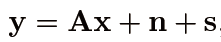 y = Ax + n + s,